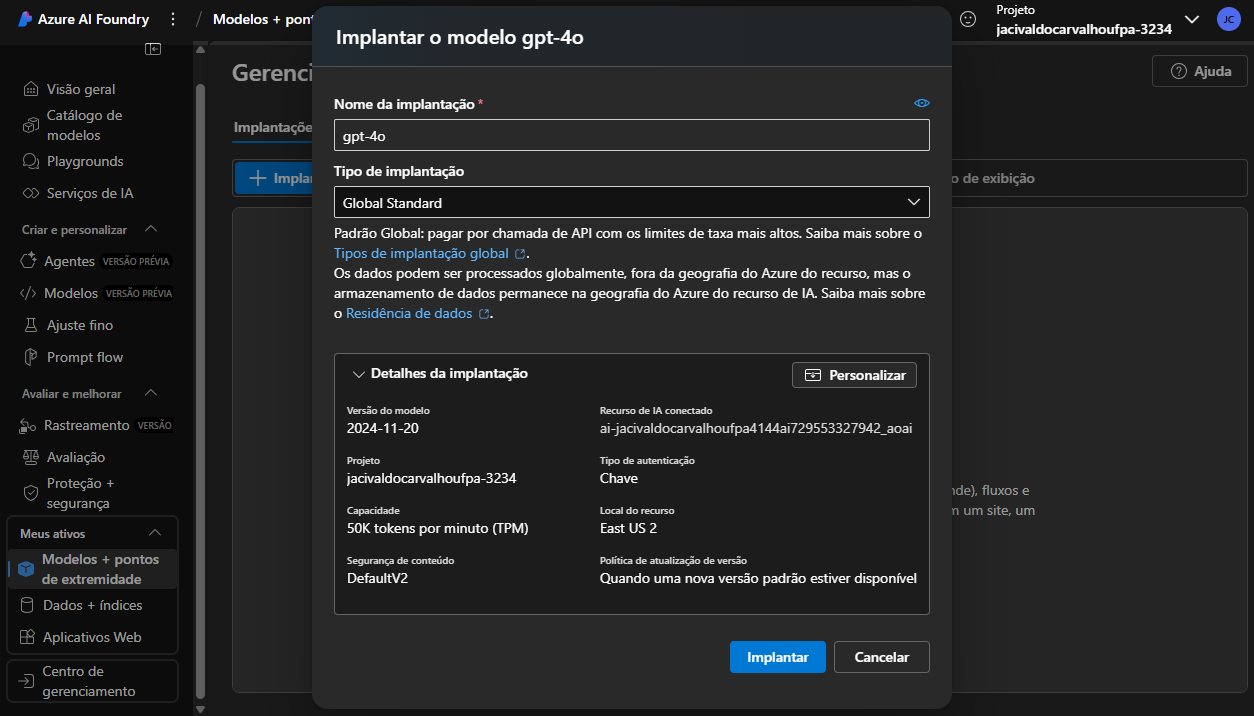 Azure AI Foundry
/ Modelos + pont
Projeto
jacivaldocarvalhoufpa-3234
JC
Visão geral
Catálogo de
modelos
Playgrounds
Serviços de IA
Criar e personalizar
Agentes VERSÃO PRÉVIA
Modelos VERSÃO PRÉVIA
Ajuste fino
Prompt flow
Avaliar e melhorar
Rastreamento VERSÃO
Avaliação
Proteção +
segurança
Meus ativos
Modelos + pontos
de extremidade
Dados + índices
Aplicativos Web
Centro de
gerenciamento
Gerenci
Ajuda
Implantaçõe
Implan
o de exibição
nde), fluxos e
m um site, um
Implantar o modelo gpt-4o
Nome da implantação *
gpt-4o
Tipo de implantação
Global Standard
Padrão Global: pagar por chamada de API com os limites de taxa mais altos. Saiba mais sobre o
Tipos de implantação global .
Os dados podem ser processados globalmente, fora da geografia do Azure do recurso, mas o
armazenamento de dados permanece na geografia do Azure do recurso de IA. Saiba mais sobre
o Residência de dados .
Detalhes da implantação
Personalizar
Versão do modelo
2024-11-20
Recurso de IA conectado
ai-jacivaldocarvalhoufpa4144ai729553327942_aoai
Projeto
jacivaldocarvalhoufpa-3234
Tipo de autenticação
Chave
Capacidade
50K tokens por minuto (TPM)
Local do recurso
East US 2
Segurança de conteúdo
DefaultV2
Política de atualização de versão
Quando uma nova versão padrão estiver disponível
Implantar
Cancelar